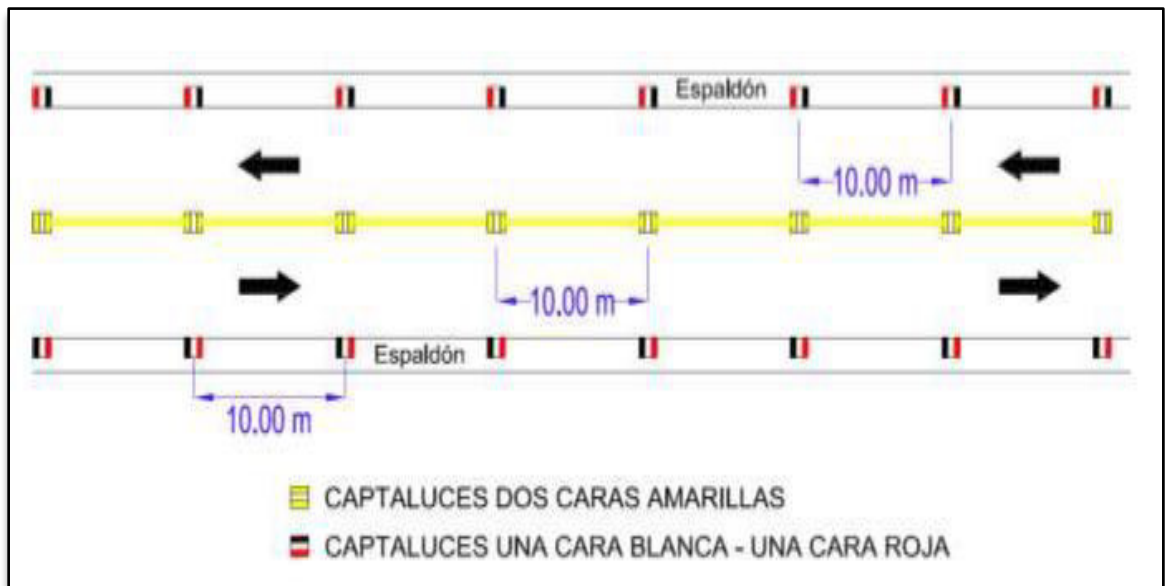 Espaldón
10.00 m
10.00 m
Espaldón
10.00 m
CAPTALUCES DOS CARAS AMARILLAS
CAPTALUCES UNA CARA BLANCA - UNA CARA ROJA